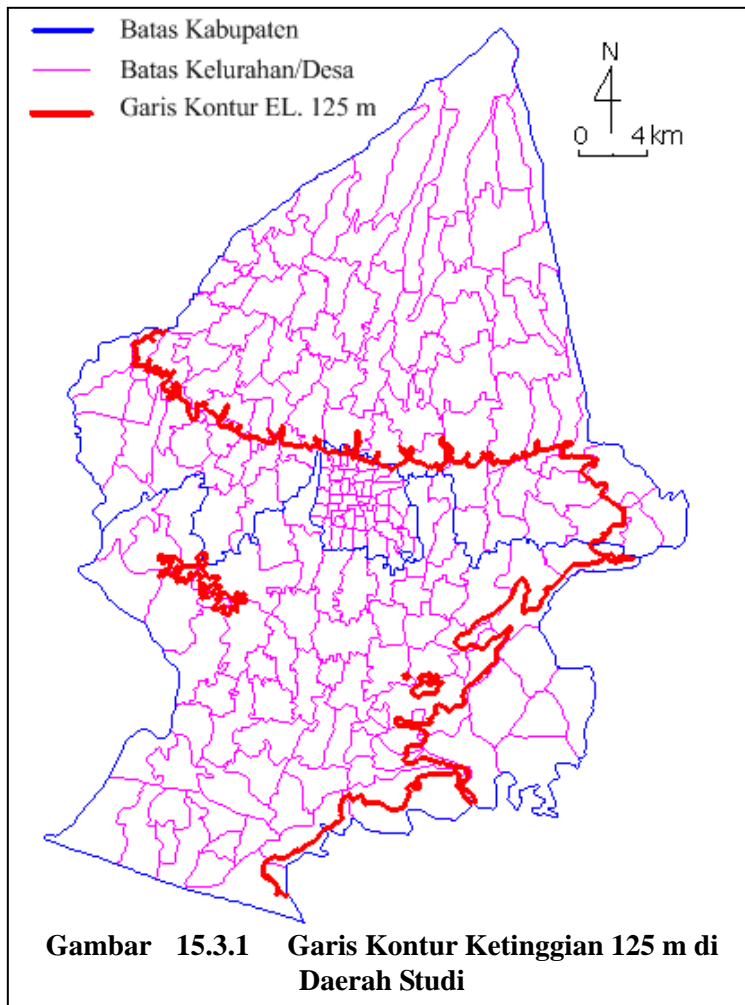 Batas Kabupaten
Batas Kelurahan/Desa
Garis Kontur EL. 125 m
N
0 4 km
Gambar 15.3.1 Garis Kontur Ketinggian 125 m di
Daerah Studi